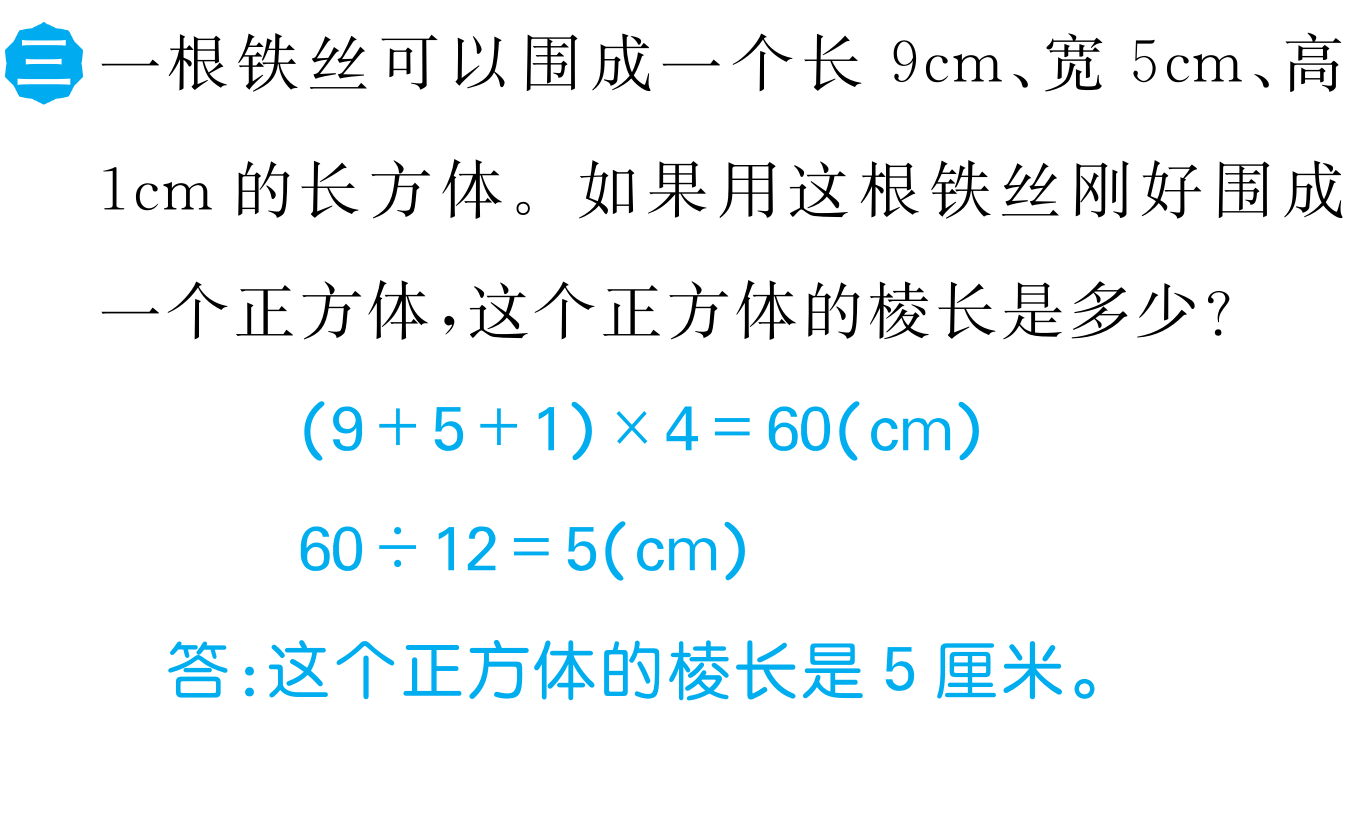 三 一根铁丝可以围成一个长 9cm、宽 5cm、高
1cm 的长方体。如果用这根铁丝刚好围成
一个正方体,这个正方体的棱长是多少?
(9+5+1)×4=60(cm)
60÷12=5(cm)
答:这个正方体的棱长是 5 厘米。